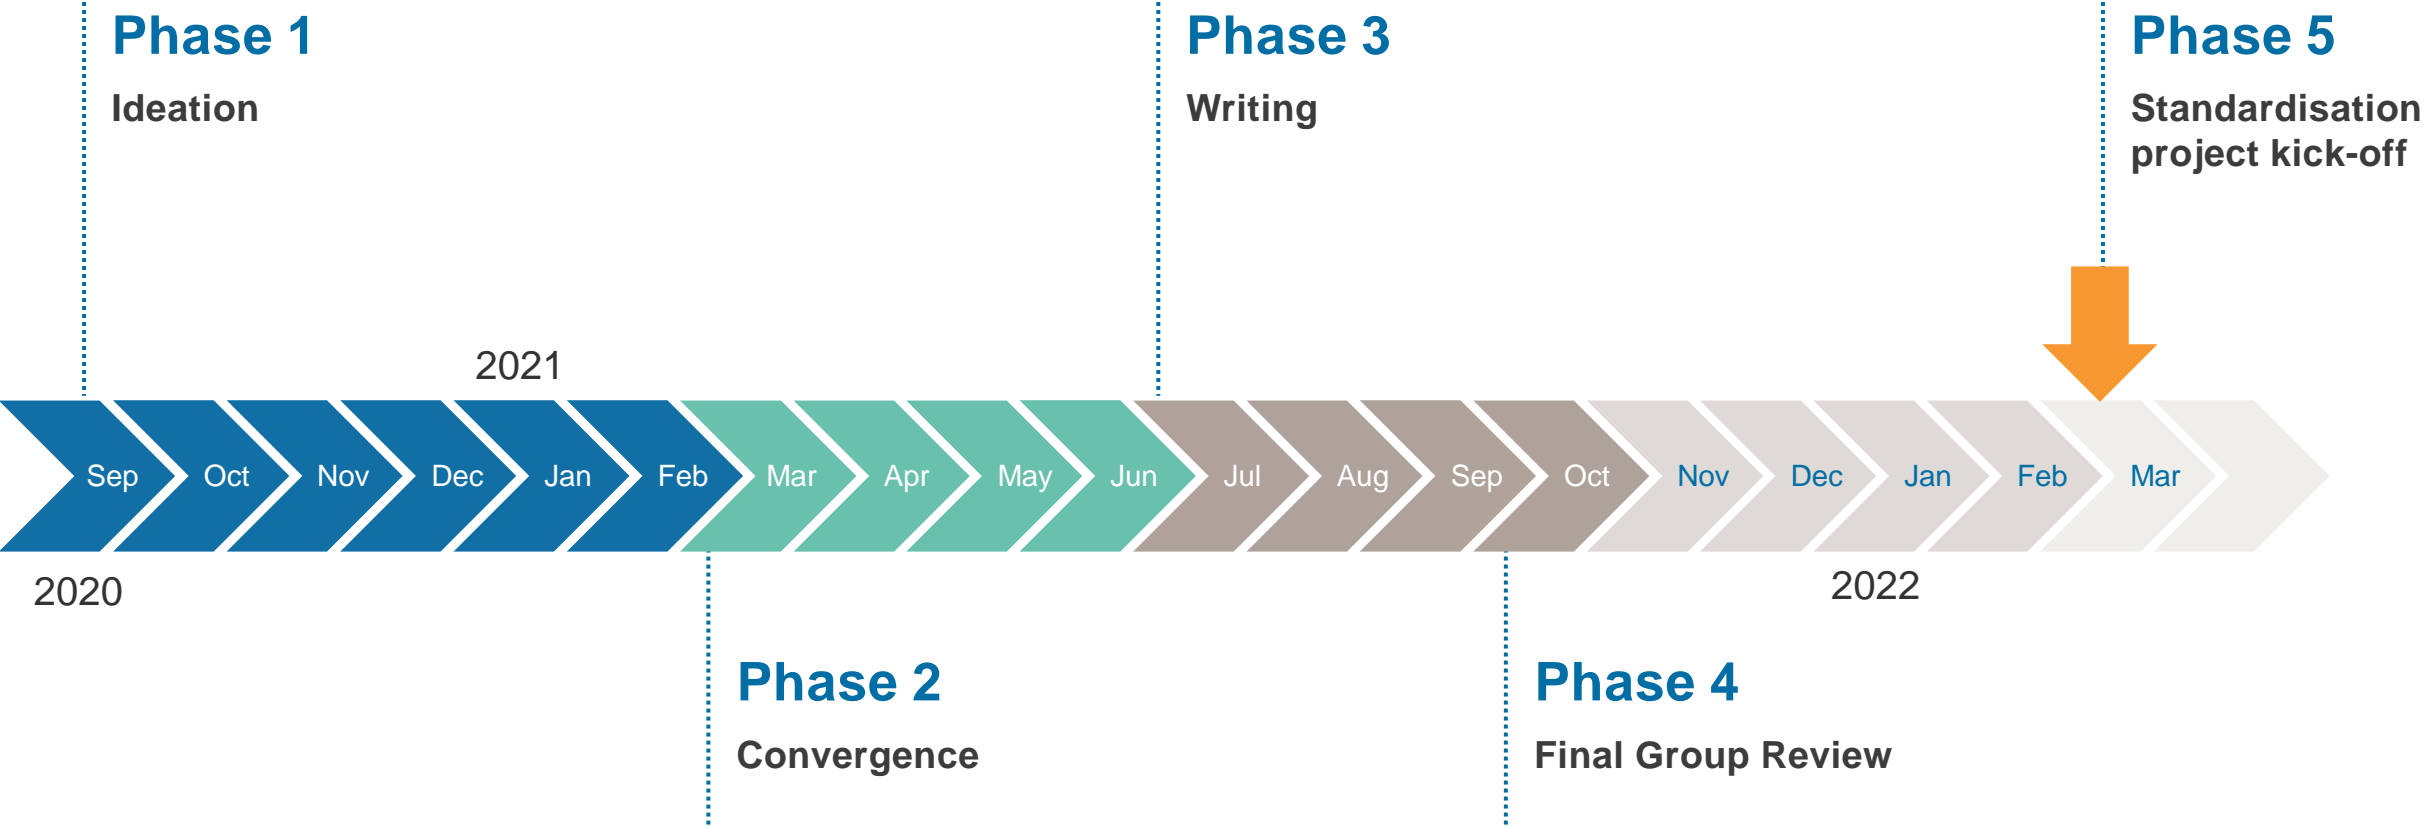 Phase 1
Ideation
Phase 3
Writing
Phase 5
Standardisation
project kick-off
2021
Sep Oct Nov Dec Jan Feb Mar Apr May Jun Jul Aug Sep Oct Nov Dec Jan Feb Mar
2020
2022
Phase 2
Convergence
Phase 4
Final Group Review